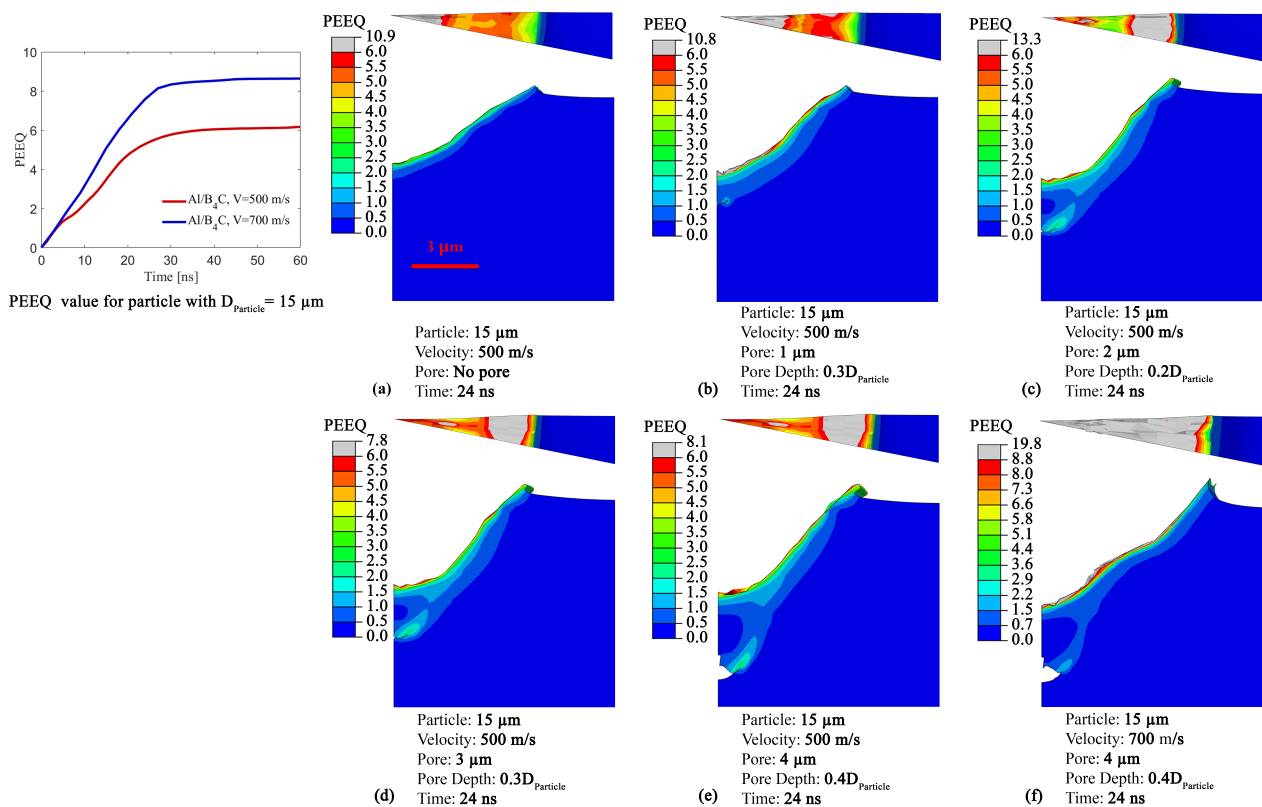 10
8
6
4
2
0
PEEQ
0 10 20 30 40 50 60
Time [ns]
Al/B4C, V=500 m/s
Al/B4C, V=700 m/s
PEEQ value for particle with DParticle= 15 µm
PEEQ
10.9
6.0
5.5
5.0
4.5
4.0
3.5
3.0
2.5
2.0
1.5
1.0
0.5
0.0
3 µm
Particle: 15 µm
Velocity: 500 m/s
Pore: No pore
(a) Time: 24 ns
PEEQ
10.8
6.0
5.5
5.0
4.5
4.0
3.5
3.0
2.5
2.0
1.5
1.0
0.5
0.0
Particle: 15 µm
Velocity: 500 m/s
Pore: 1 µm
Pore Depth: 0.3DParticle
(b) Time: 24 ns
PEEQ
13.3
6.0
5.5
5.0
4.5
4.0
3.5
3.0
2.5
2.0
1.5
1.0
0.5
0.0
Particle: 15 µm
Velocity: 500 m/s
Pore: 2 µm
Pore Depth: 0.2DParticle
(c) Time: 24 ns
PEEQ
7.8
6.0
5.5
5.0
4.5
4.0
3.5
3.0
2.5
2.0
1.5
1.0
0.5
0.0
Particle: 15 µm
Velocity: 500 m/s
Pore: 3 µm
Pore Depth: 0.3DParticle
(d) Time: 24 ns
PEEQ
8.1
6.0
5.5
5.0
4.5
4.0
3.5
3.0
2.5
2.0
1.5
1.0
0.5
0.0
Particle: 15 µm
Velocity: 500 m/s
Pore: 4 µm
Pore Depth: 0.4DParticle
(e) Time: 24 ns
PEEQ
19.8
8.8
8.0
7.3
6.6
5.8
5.1
4.4
3.6
2.9
2.2
1.5
0.7
0.0
Particle: 15 µm
Velocity: 700 m/s
Pore: 4 µm
Pore Depth: 0.4DParticle
(f) Time: 24 ns